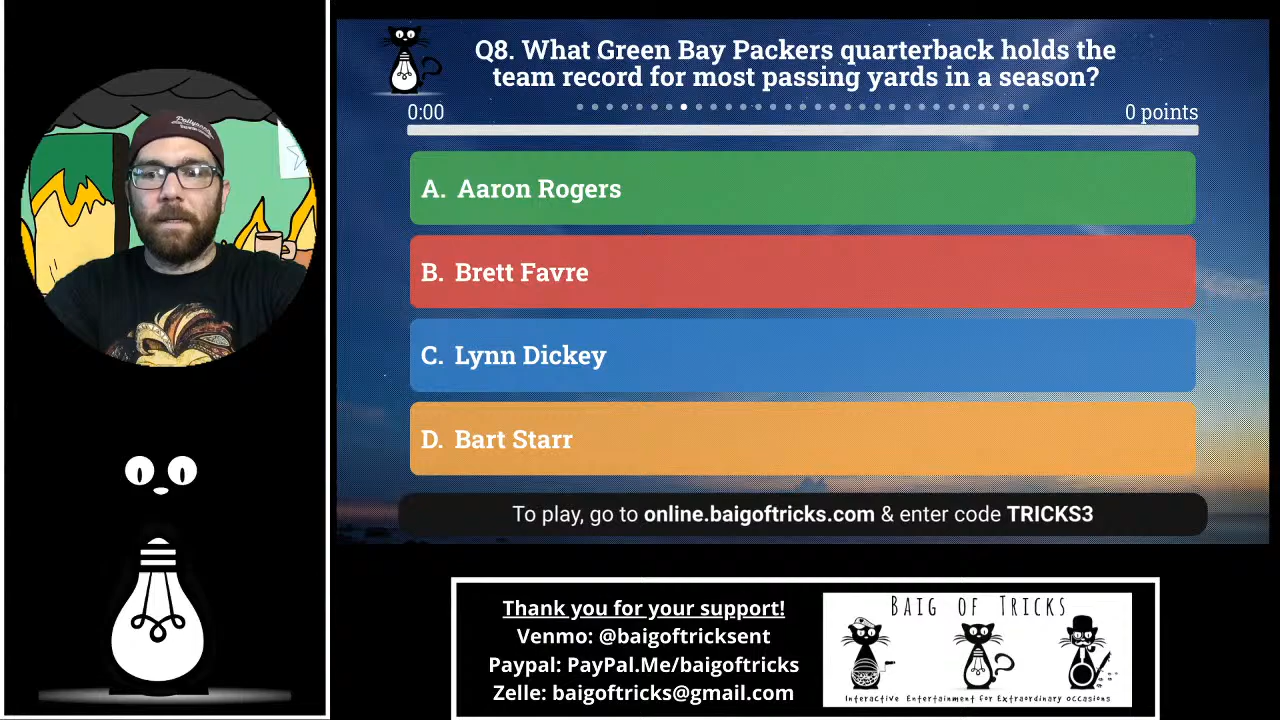 Q8. What Green Bay Packers quarterback holds the
team record for most passing yards in a season?
0:00
0 points
A. Aaron Rogers
B. Brett Favre
C. Lynn Dickey
D. Bart Starr
To play, go to online.baigoftricks.com & enter code TRICKS3
Thank you for your support!
Venmo: @baigoftricksent
Paypal: PayPal.Me/baigoftricks
Zelle: baigoftricks@gmail.com
BAIG OF TRICKS
Interactive Entertainment for Extraordinary occasions